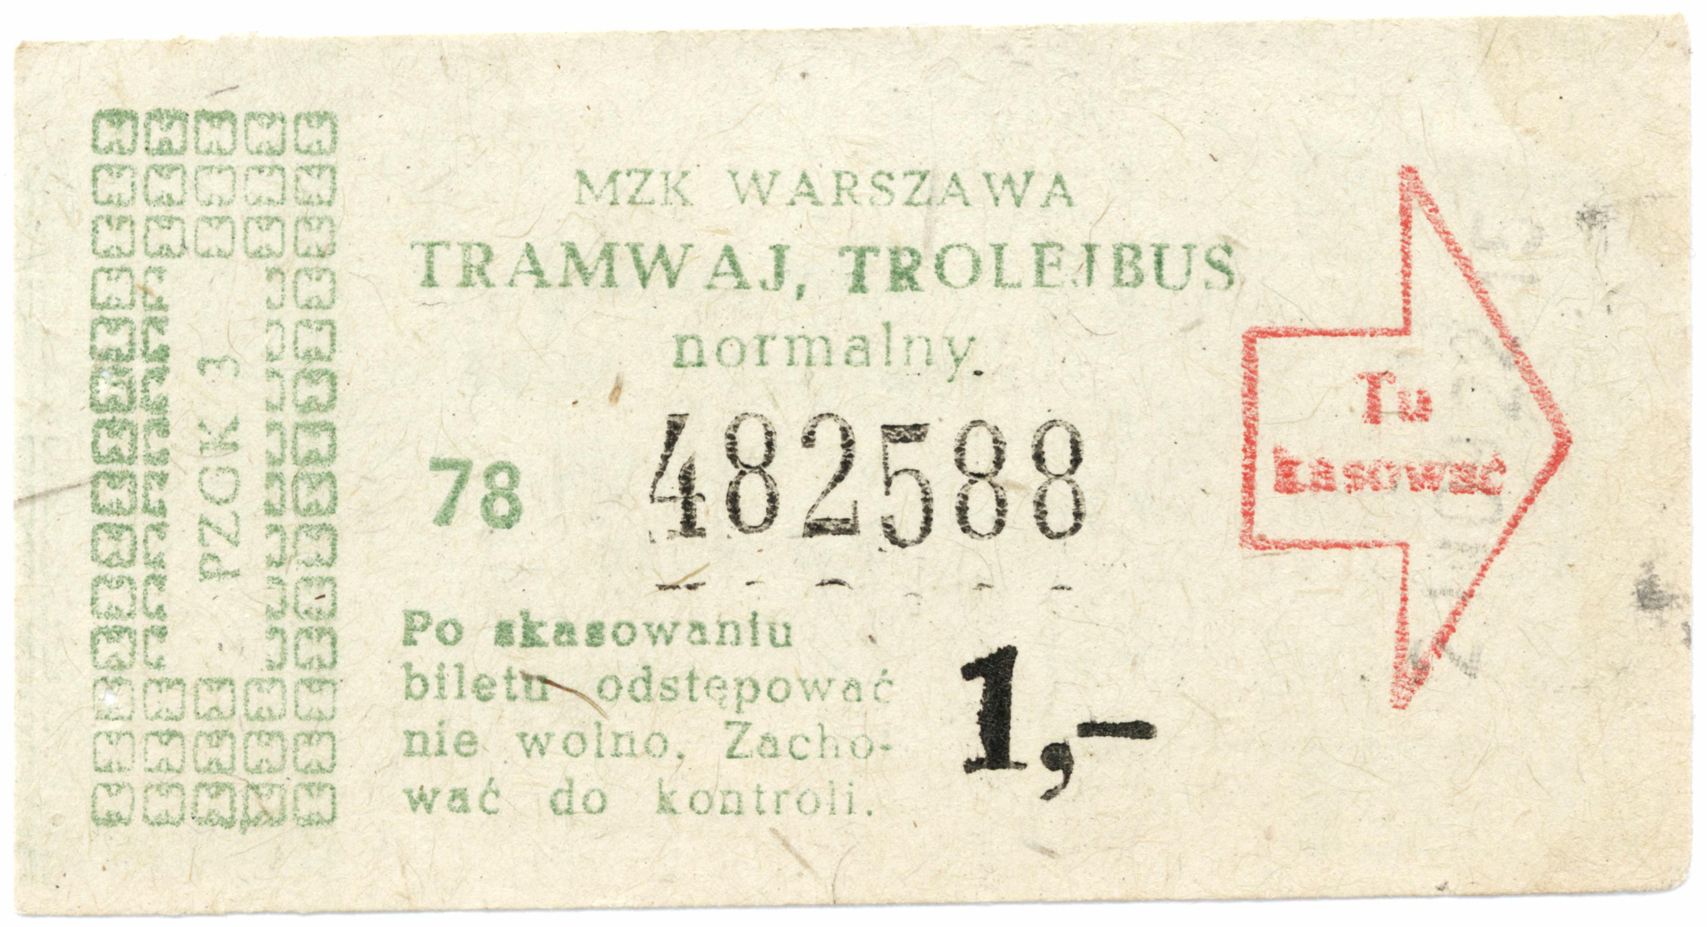 MZK WARSZAWA
TRAMWAJ, TROLEJBUS
normalny
78 482588
Po skasowaniu
biletu odstępować
nie wolno. Zacho-
wać do kontroli.
1,-
PZGK 3
Tu
kasować